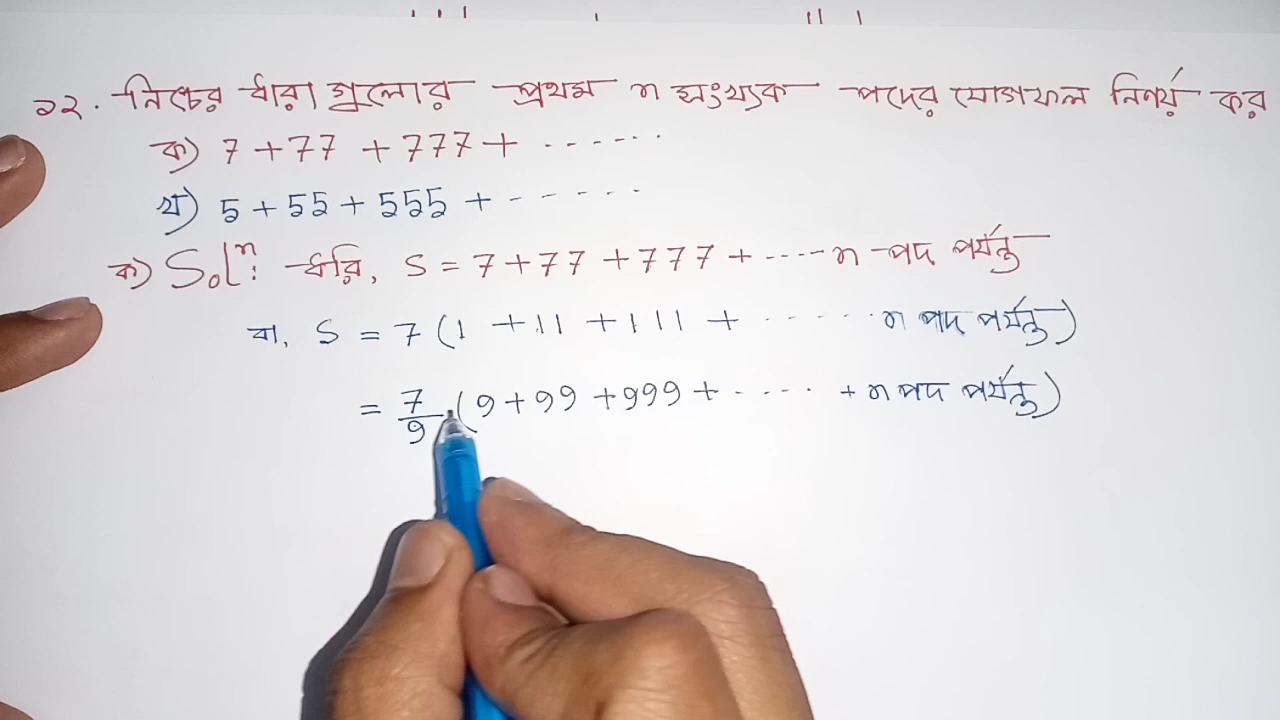 ১২. নিচের ধারা গুলোর প্রথম n সংখ্যক পদের যোগফল নির্ণয় কর
ক) 7 + 77 + 777 + ......
খ) 5 + 55 + 555 + ......
ক) Solⁿ: ধরি, S = 7 + 77 + 777 + ..... n -পদ পর্যন্ত
বা, S = 7 (1 + 11 + 111 + ...... n পদ পর্যন্ত)
= 7/9 (9 + 99 + 999 + ..... + n পদ পর্যন্ত)